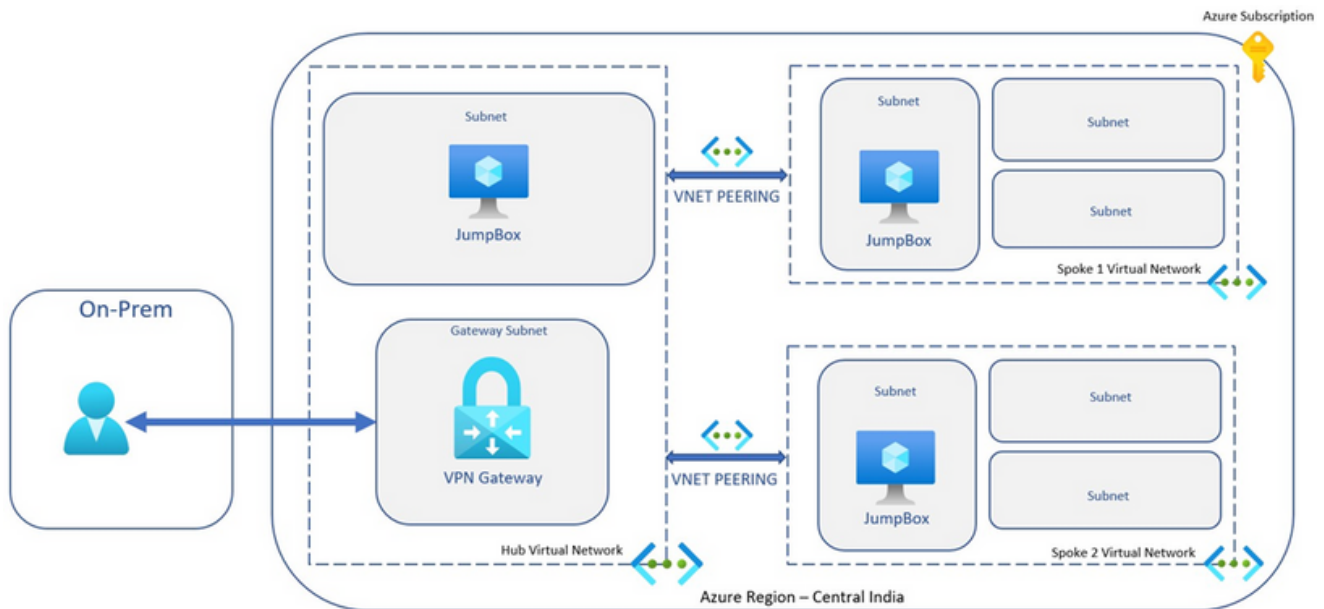 Azure Subscription
Subnet
JumpBox
VNET PEERING
Subnet
JumpBox
Subnet
Subnet
Spoke 1 Virtual Network
On-Prem
Gateway Subnet
VPN Gateway
Hub Virtual Network
VNET PEERING
Subnet
JumpBox
Subnet
Subnet
Spoke 2 Virtual Network
Azure Region – Central India